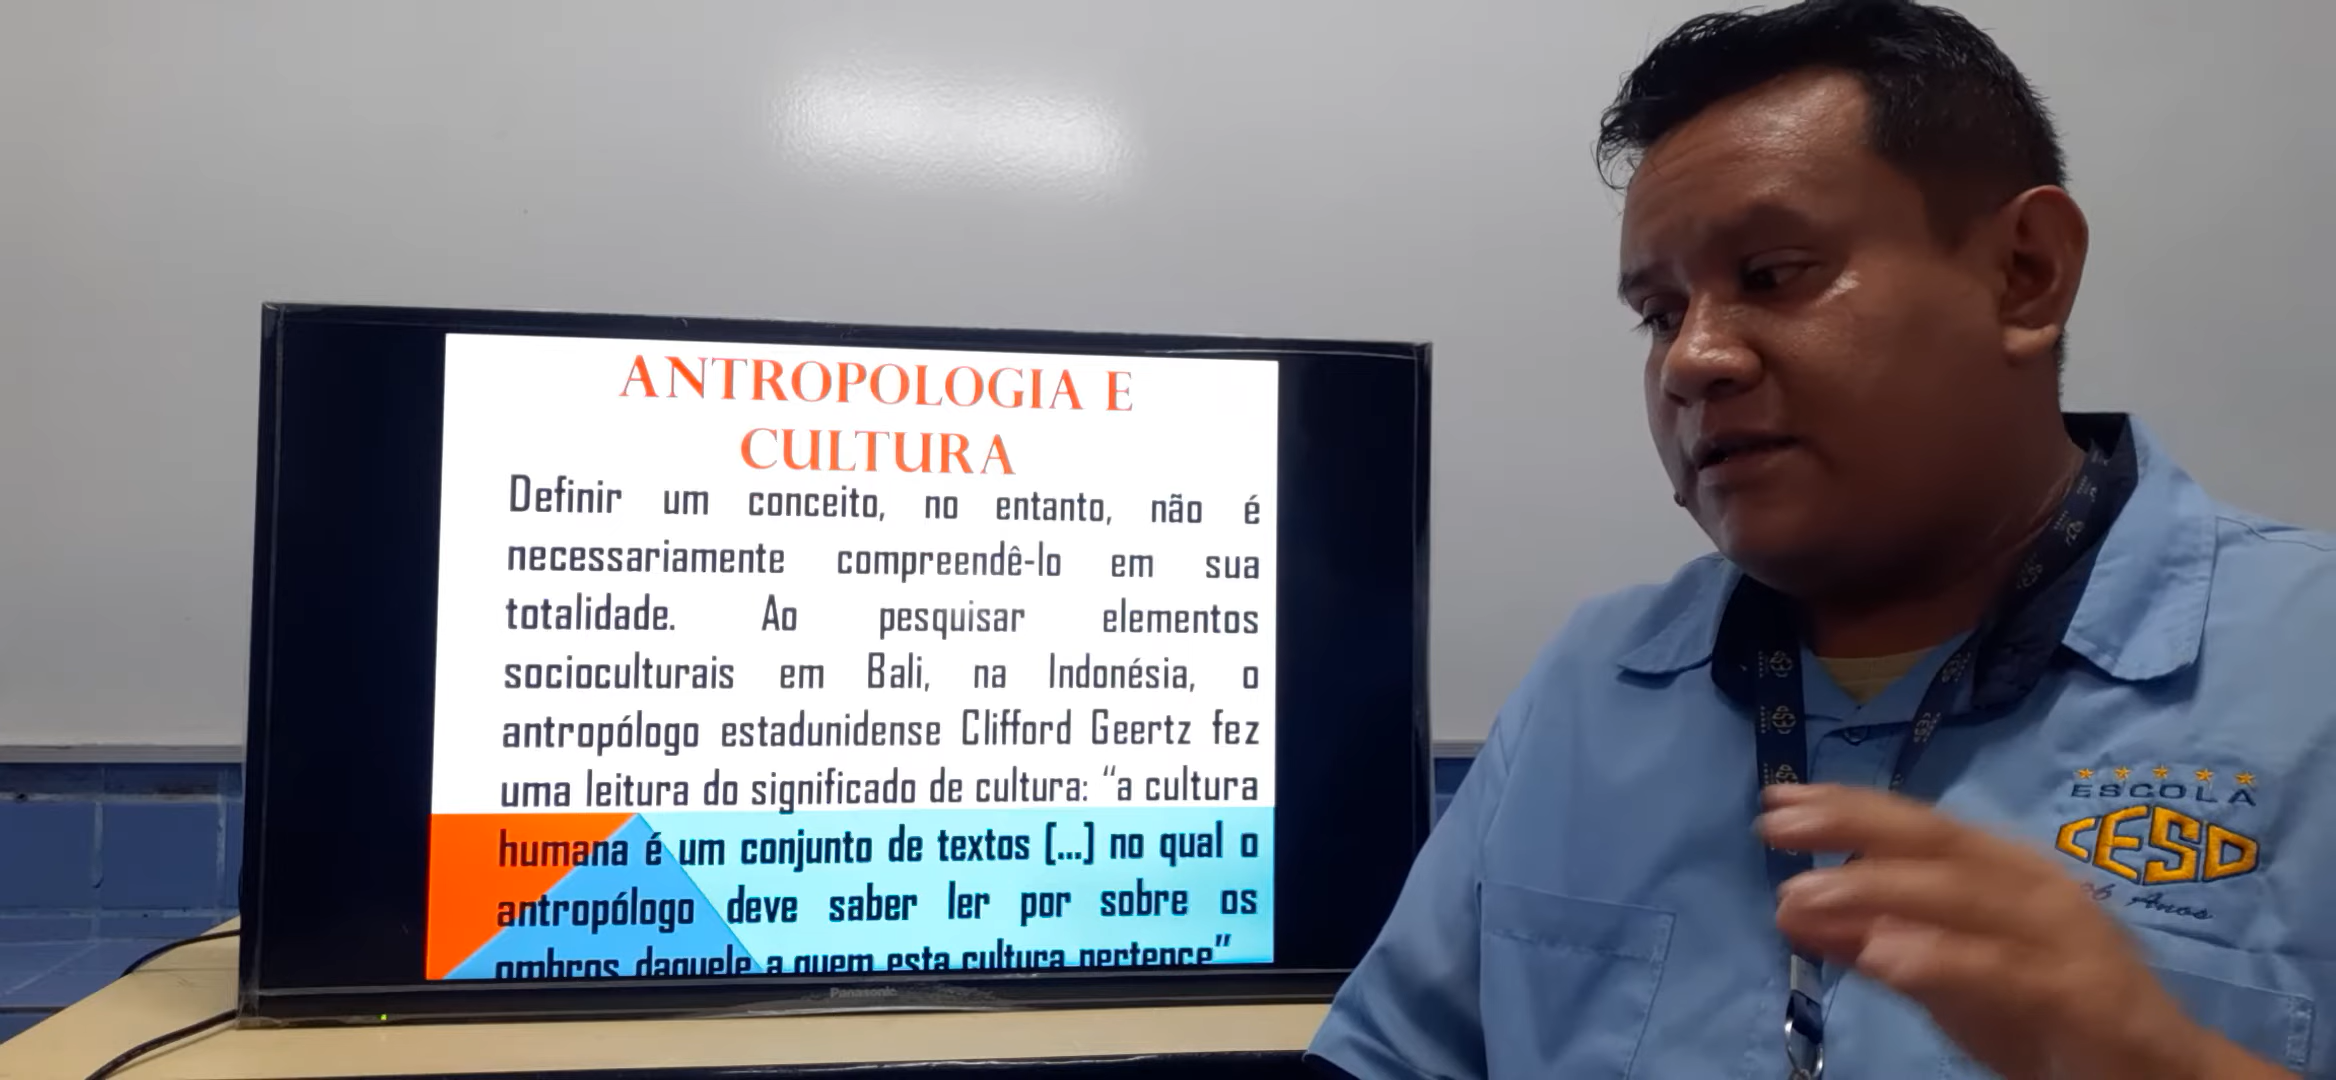 ANTROPOLOGIA E
CULTURA
Definir um conceito, no entanto, não é
necessariamente compreendê-lo em sua
totalidade. Ao pesquisar elementos
socioculturais em Bali, na Indonésia, o
antropólogo estadunidense Clifford Geertz fez
uma leitura do significado de cultura: “a cultura
humana é um conjunto de textos [...] no qual o
antropólogo deve saber ler por sobre os
ombros daquele a quem esta cultura pertence”
Panasonic
ESCOLA
CESD
Anos